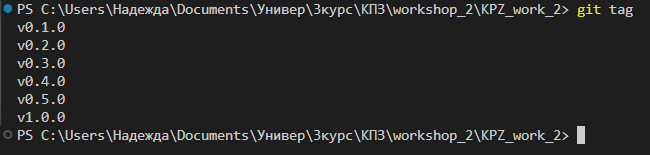 PS C:\Users\Надежда\Documents\Универ\3курс\КПЗ\workshop_2\KPZ_work_2> git tag
v0.1.0
v0.2.0
v0.3.0
v0.4.0
v0.5.0
v1.0.0
PS C:\Users\Надежда\Documents\Универ\3курс\КПЗ\workshop_2\KPZ_work_2>